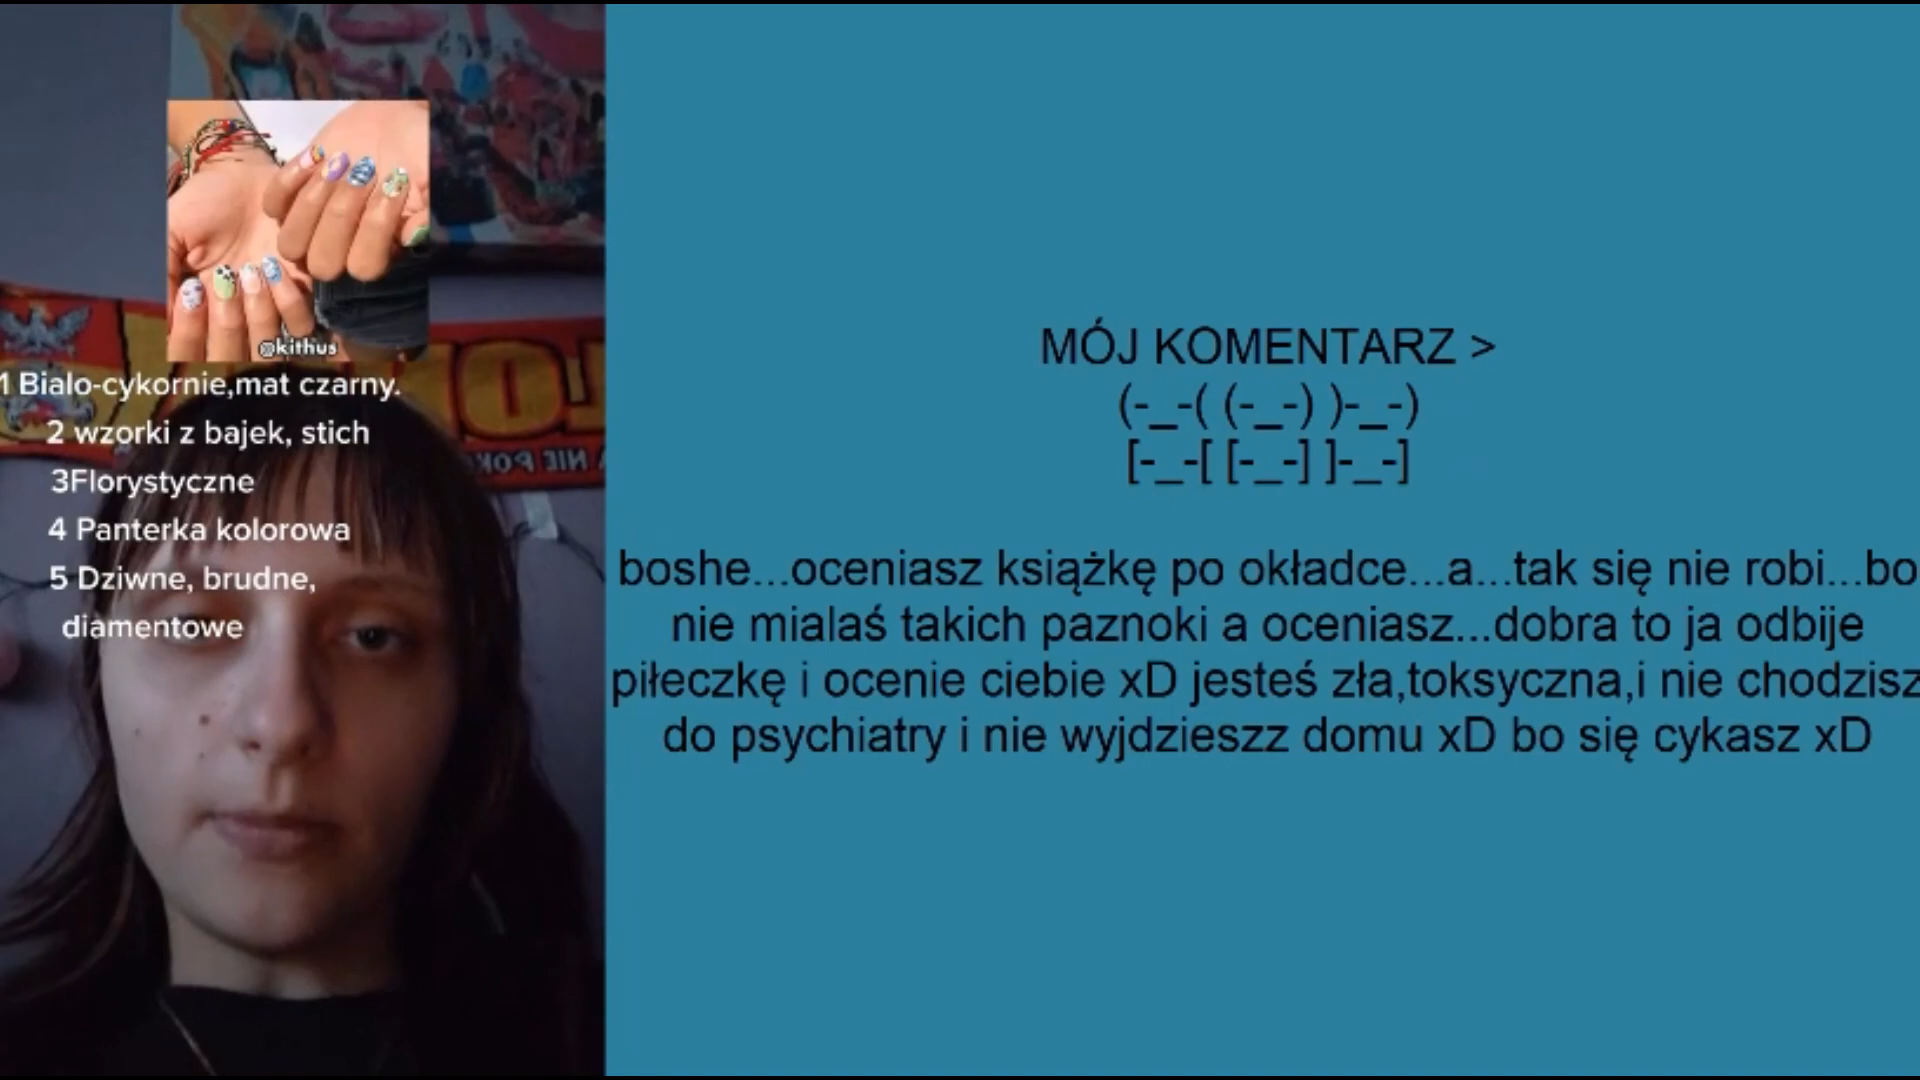 @kithus
1 Bialo-cykornie,mat czarny.
2 wzorki z bajek, stich
3Florystyczne
4 Panterka kolorowa
5 Dziwne, brudne,
diamentowe
MÓJ KOMENTARZ >
(-_-( (-_-) )-_-)
[-_-[ [-_-] ]-_-]
boshe...oceniasz książkę po okładce...a...tak się nie robi...bo
nie mialaś takich paznoki a oceniasz...dobra to ja odbije
piłeczkę i ocenie ciebie xD jesteś zła,toksyczna,i nie chodzisz
do psychiatry i nie wyjdzieszz domu xD bo się cykasz xD